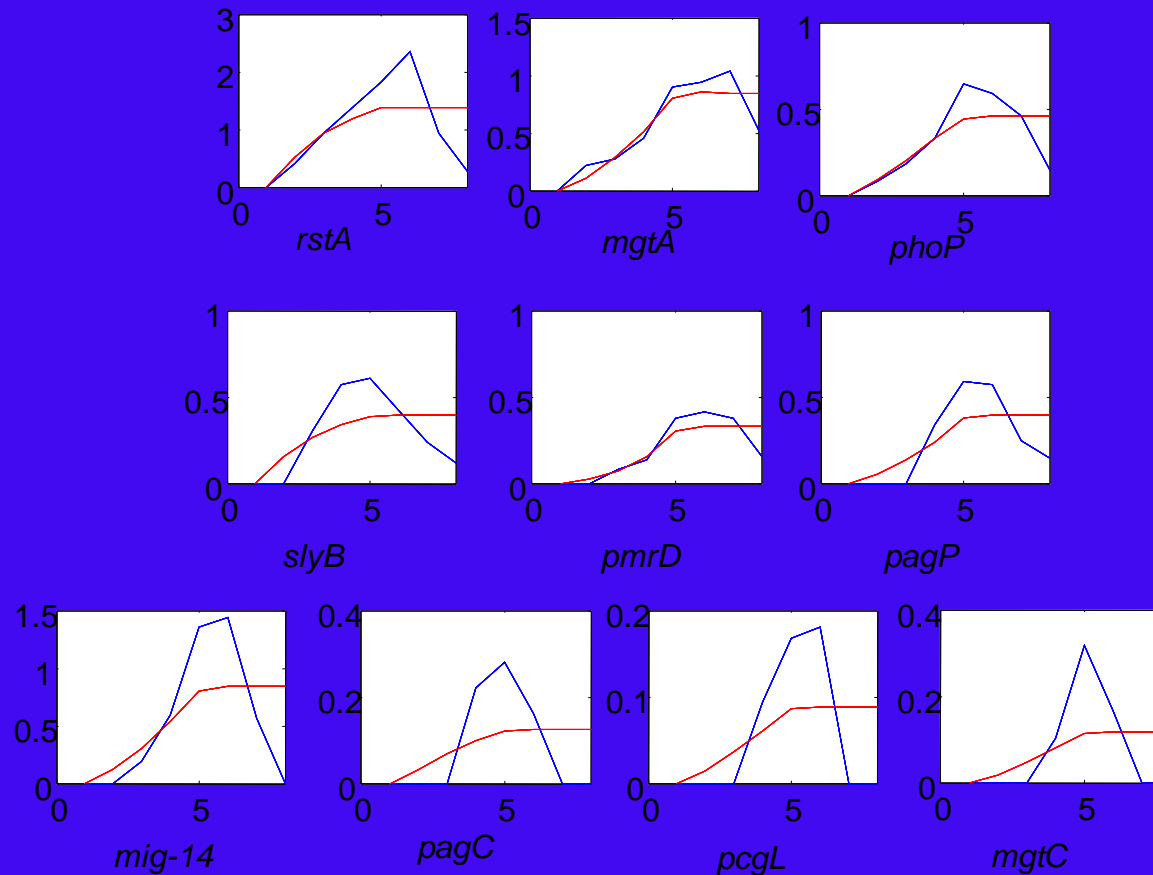 3 1.5 1
2 1 0.5
1 0.5
0 0 0
0 5 0 5 0 5
rstA mgtA phoP
1 1 1
0.5 0.5 0.5
0 0 0
0 5 0 5 0 5
slyB pmrD pagP
1.5 0.4 0.2 0.4
1 0.2 0.1 0.2
0.5
0 0 0 0
0 5 0 5 0 5 0 5
mig-14 pagC pcgL mgtC